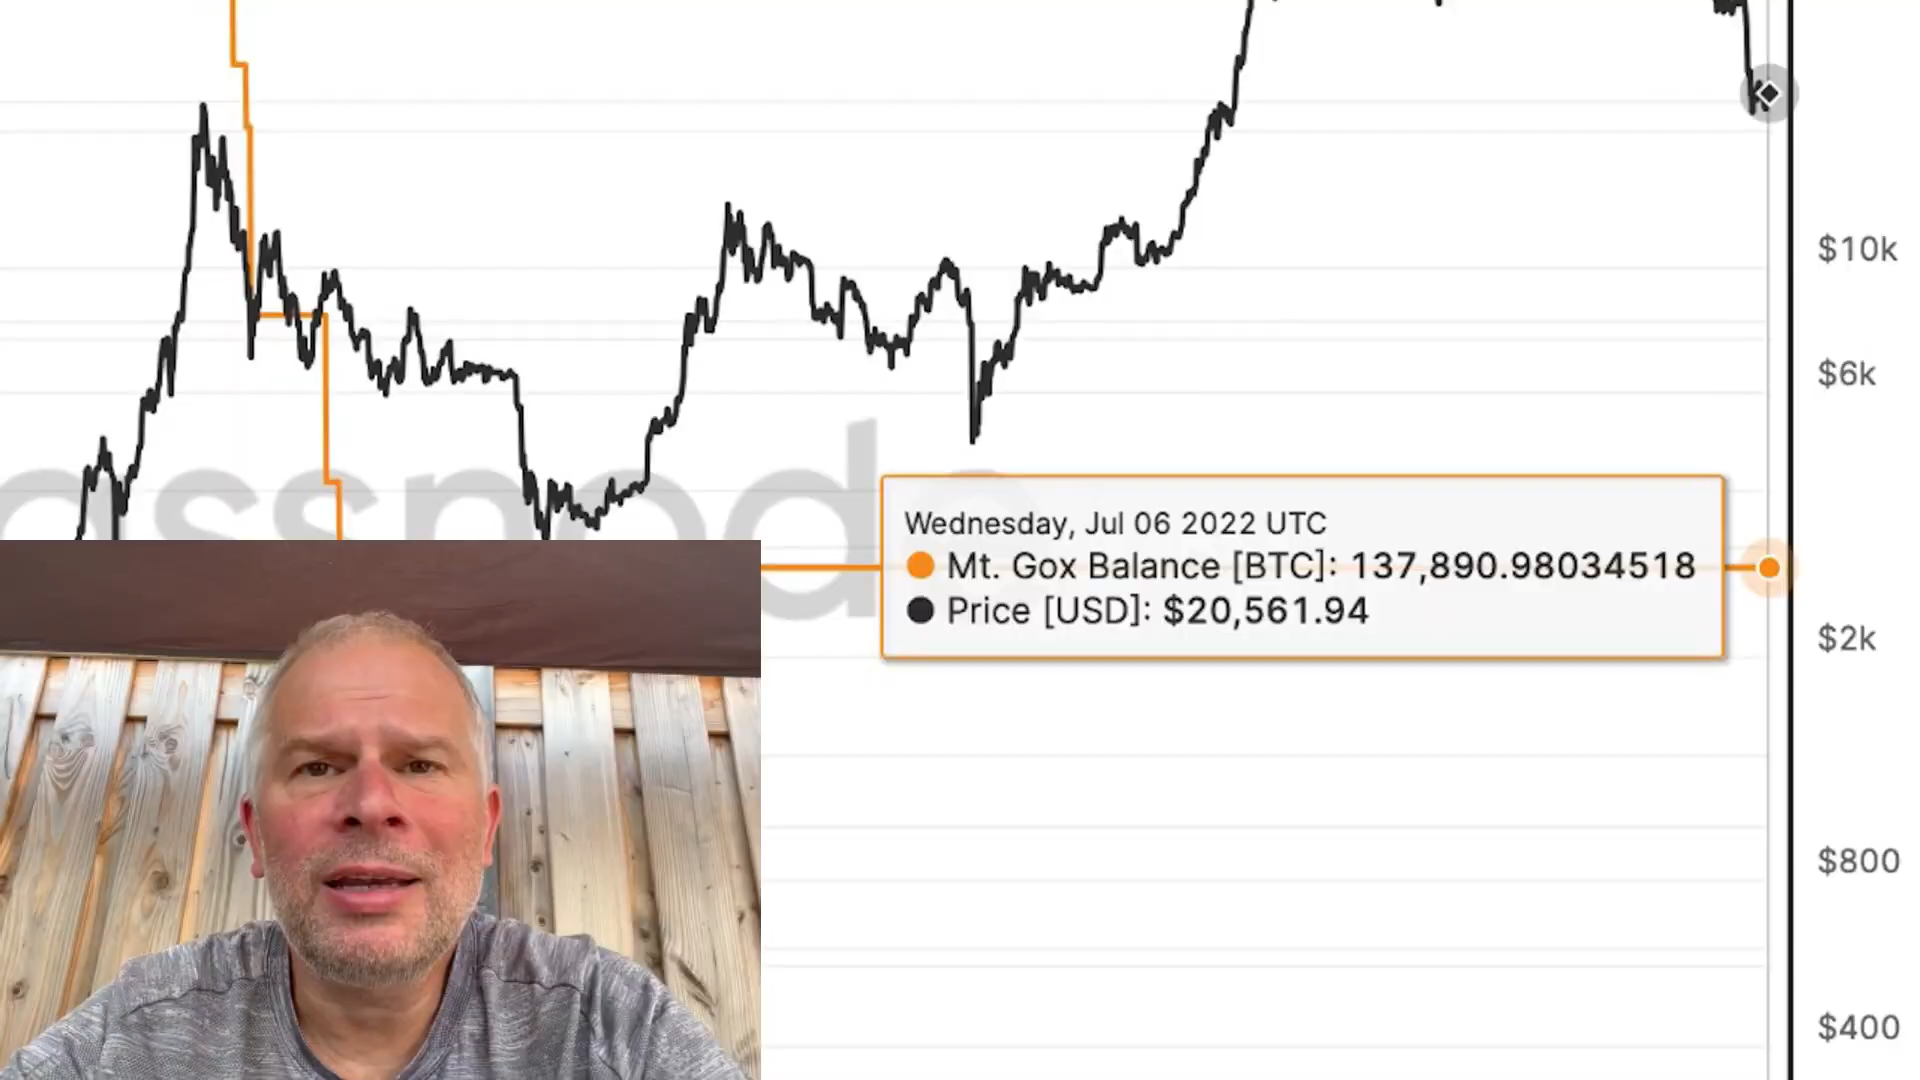 $10k
$6k
Wednesday, Jul 06 2022 UTC
Mt. Gox Balance [BTC]: 137,890.98034518
Price [USD]: $20,561.94
$2k
$800
$400